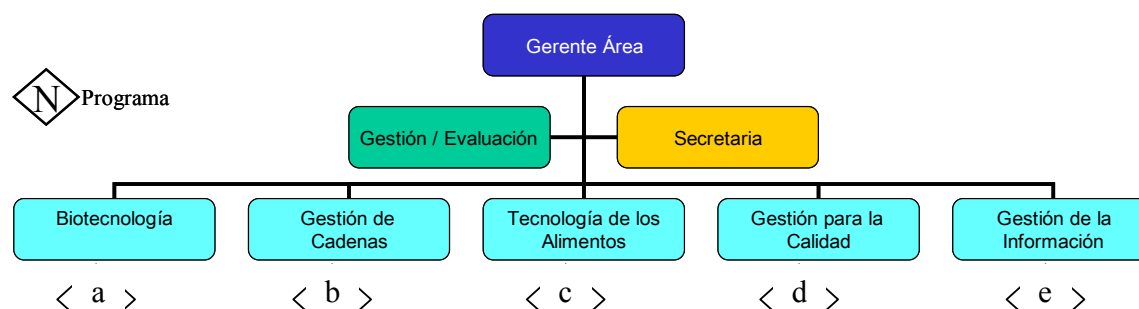 Gerente Área
N Programa
Gestión / Evaluación
Secretaria
Biotecnología
Gestión de
Cadenas
Tecnología de los
Alimentos
Gestión para la
Calidad
Gestión de la
Información
a
b
c
d
e